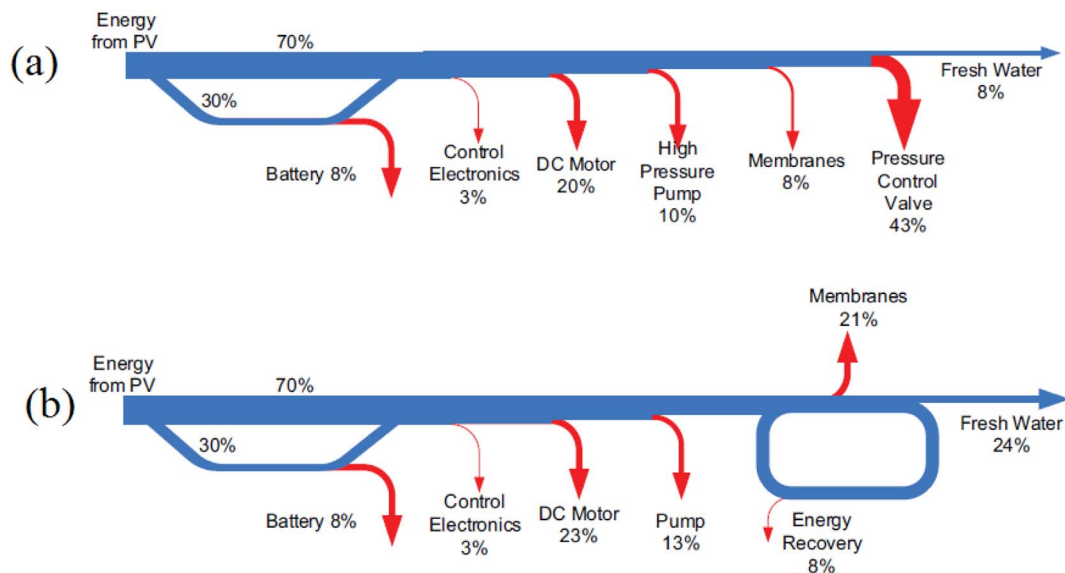 Energy
from PV
70%
(a)
30%
Battery 8%
Control
Electronics
3%
DC Motor
20%
High
Pressure
Pump
10%
Membranes
8%
Pressure
Control
Valve
43%
Fresh Water
8%
Membranes
21%
Energy
from PV
70%
(b)
30%
Battery 8%
Control
Electronics
3%
DC Motor
23%
Pump
13%
Energy
Recovery
8%
Fresh Water
24%